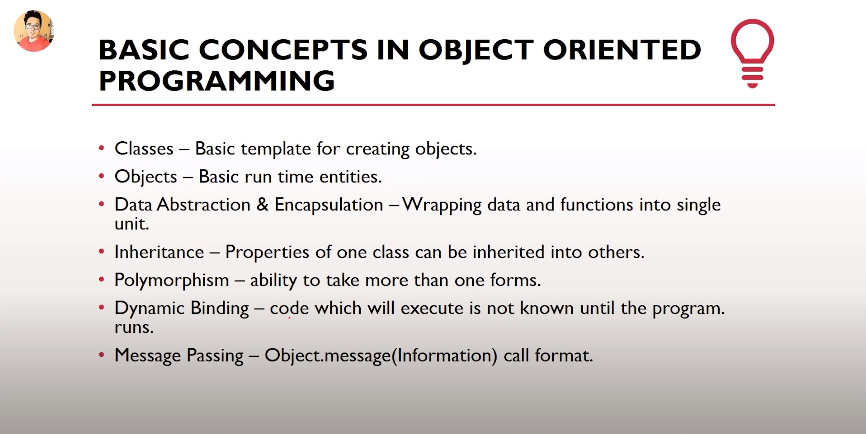 BASIC CONCEPTS IN OBJECT ORIENTED
PROGRAMMING
• Classes – Basic template for creating objects.
• Objects – Basic run time entities.
• Data Abstraction & Encapsulation – Wrapping data and functions into single
unit.
• Inheritance – Properties of one class can be inherited into others.
• Polymorphism – ability to take more than one forms.
• Dynamic Binding – code which will execute is not known until the program.
runs.
• Message Passing – Object.message(Information) call format.